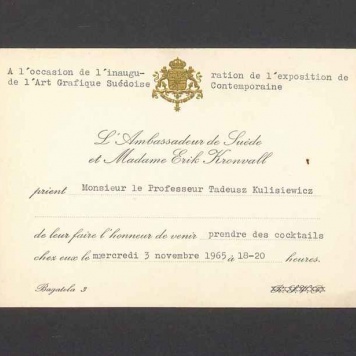 A l'occasion de l'inaugu- ration de l'exposition de
de l'Art Grafique Suédoise Contemporaine
L'Ambassadeur de Suède
et Madame Erik Kronvall
prient Monsieur le Professeur Tadeusz Kulisiewicz
de leur faire l'honneur de venir prendre des cocktails
chez eux le mercredi 3 novembre 1965 à 18-20 heures.
Bagatela 3